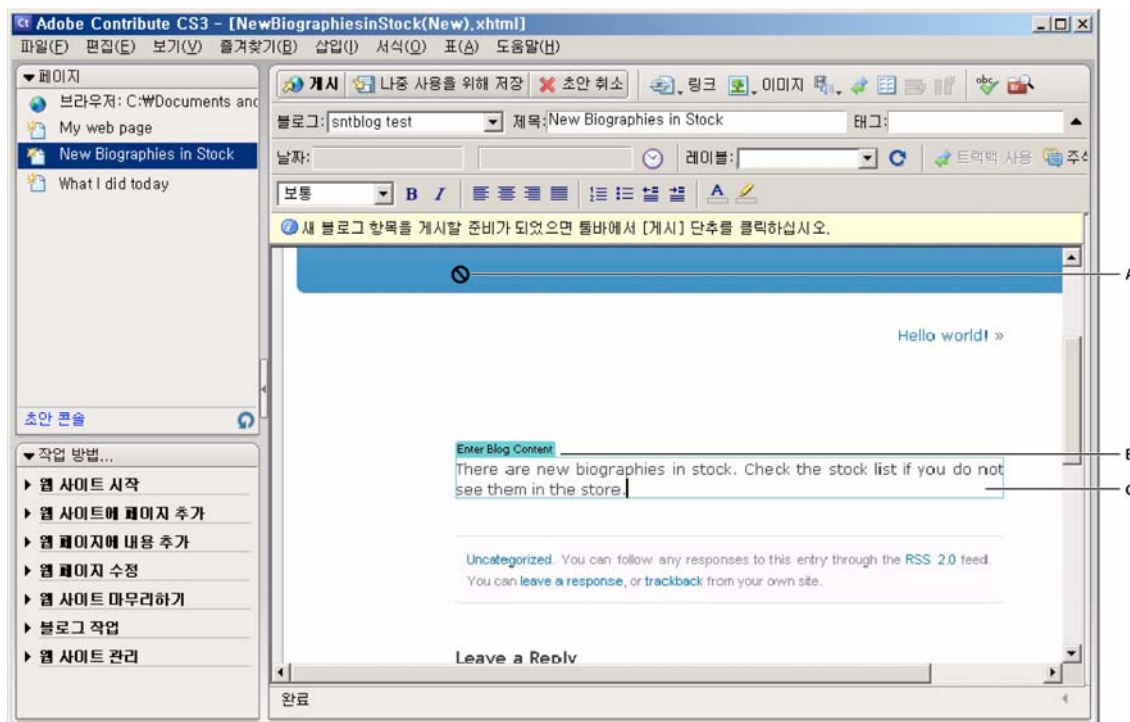 Adobe Contribute CS3 - [NewBiographiesinStock(New).xhtml]
파일(F) 편집(E) 보기(V) 즐겨찾기(B) 삽입(I) 서식(O) 표(A) 도움말(H)
페이지
브라우저: C:\Documents and
My web page
New Biographies in Stock
What I did today
초안 콘솔
작업 방법...
웹 사이트 시작
웹 사이트에 페이지 추가
웹 페이지에 내용 추가
웹 페이지 수정
웹 사이트 마무리하기
블로그 작업
웹 사이트 관리
게시 나중 사용을 위해 저장 초안 취소 링크 이미지 abc
블로그: sntblog test 제목: New Biographies in Stock 태그:
날짜: 레이블: 트랙백 사용 주석
보통 B I A
새 블로그 항목을 게시할 준비가 되었으면 툴바에서 [게시] 단추를 클릭하십시오.
A
Hello world! »
Enter Blog Content
B
There are new biographies in stock. Check the stock list if you do not
see them in the store.
C
Uncategorized. You can follow any responses to this entry through the RSS 2.0 feed.
You can leave a response, or trackback from your own site.
Leave a Reply
완료